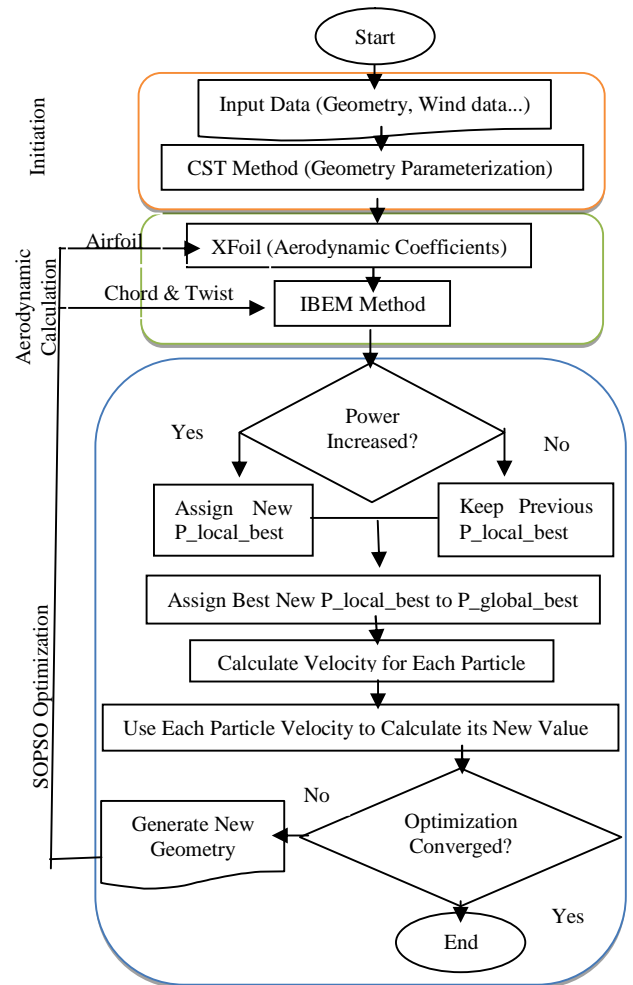 Start
Initiation
Input Data (Geometry, Wind data...)
CST Method (Geometry Parameterization)
Aerodynamic
Calculation
Airfoil
XFoil (Aerodynamic Coefficients)
Chord & Twist
IBEM Method
SOPSO Optimization
Power
Increased?
Yes
No
Assign New
P_local_best
Keep Previous
P_local_best
Assign Best New P_local_best to P_global_best
Calculate Velocity for Each Particle
Use Each Particle Velocity to Calculate its New Value
No
Generate New
Geometry
Optimization
Converged?
Yes
End